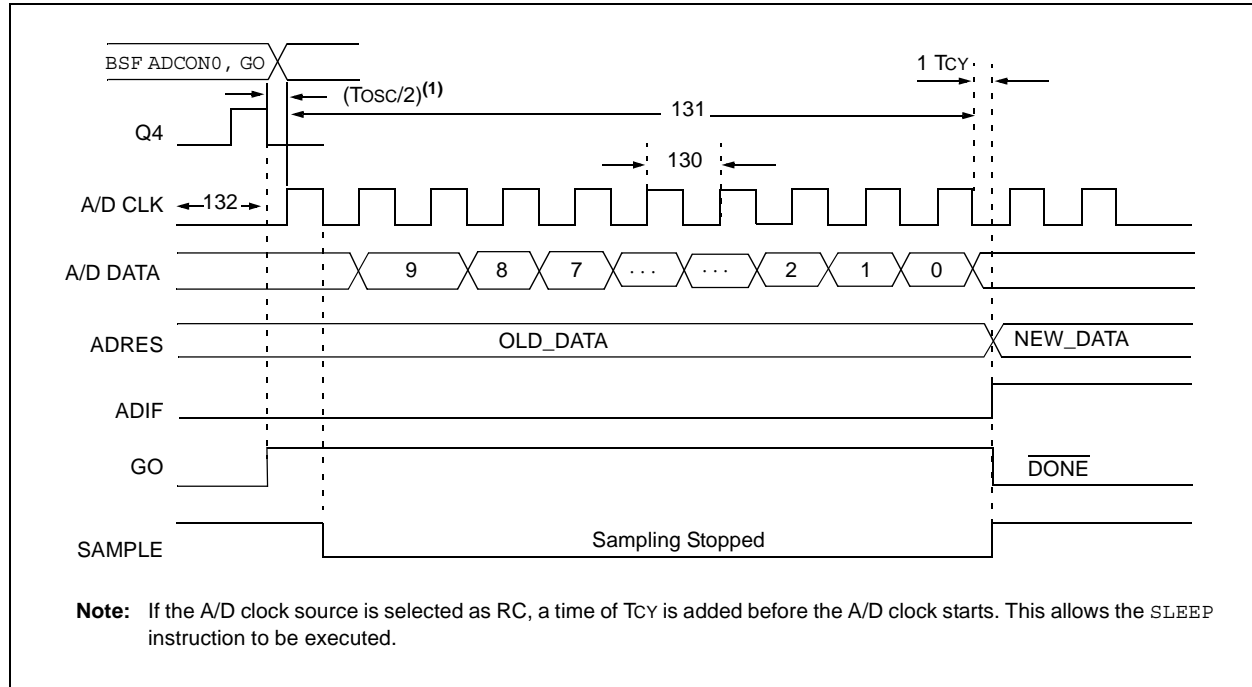 BSF ADCON0, GO
(TOSC/2)(1)
1 TCY
131
Q4
130
A/D CLK
132
A/D DATA
9 8 7 ... ... 2 1 0
ADRES
OLD_DATA
NEW_DATA
ADIF
GO
DONE
SAMPLE
Sampling Stopped
Note: If the A/D clock source is selected as RC, a time of TCY is added before the A/D clock starts. This allows the SLEEP
instruction to be executed.